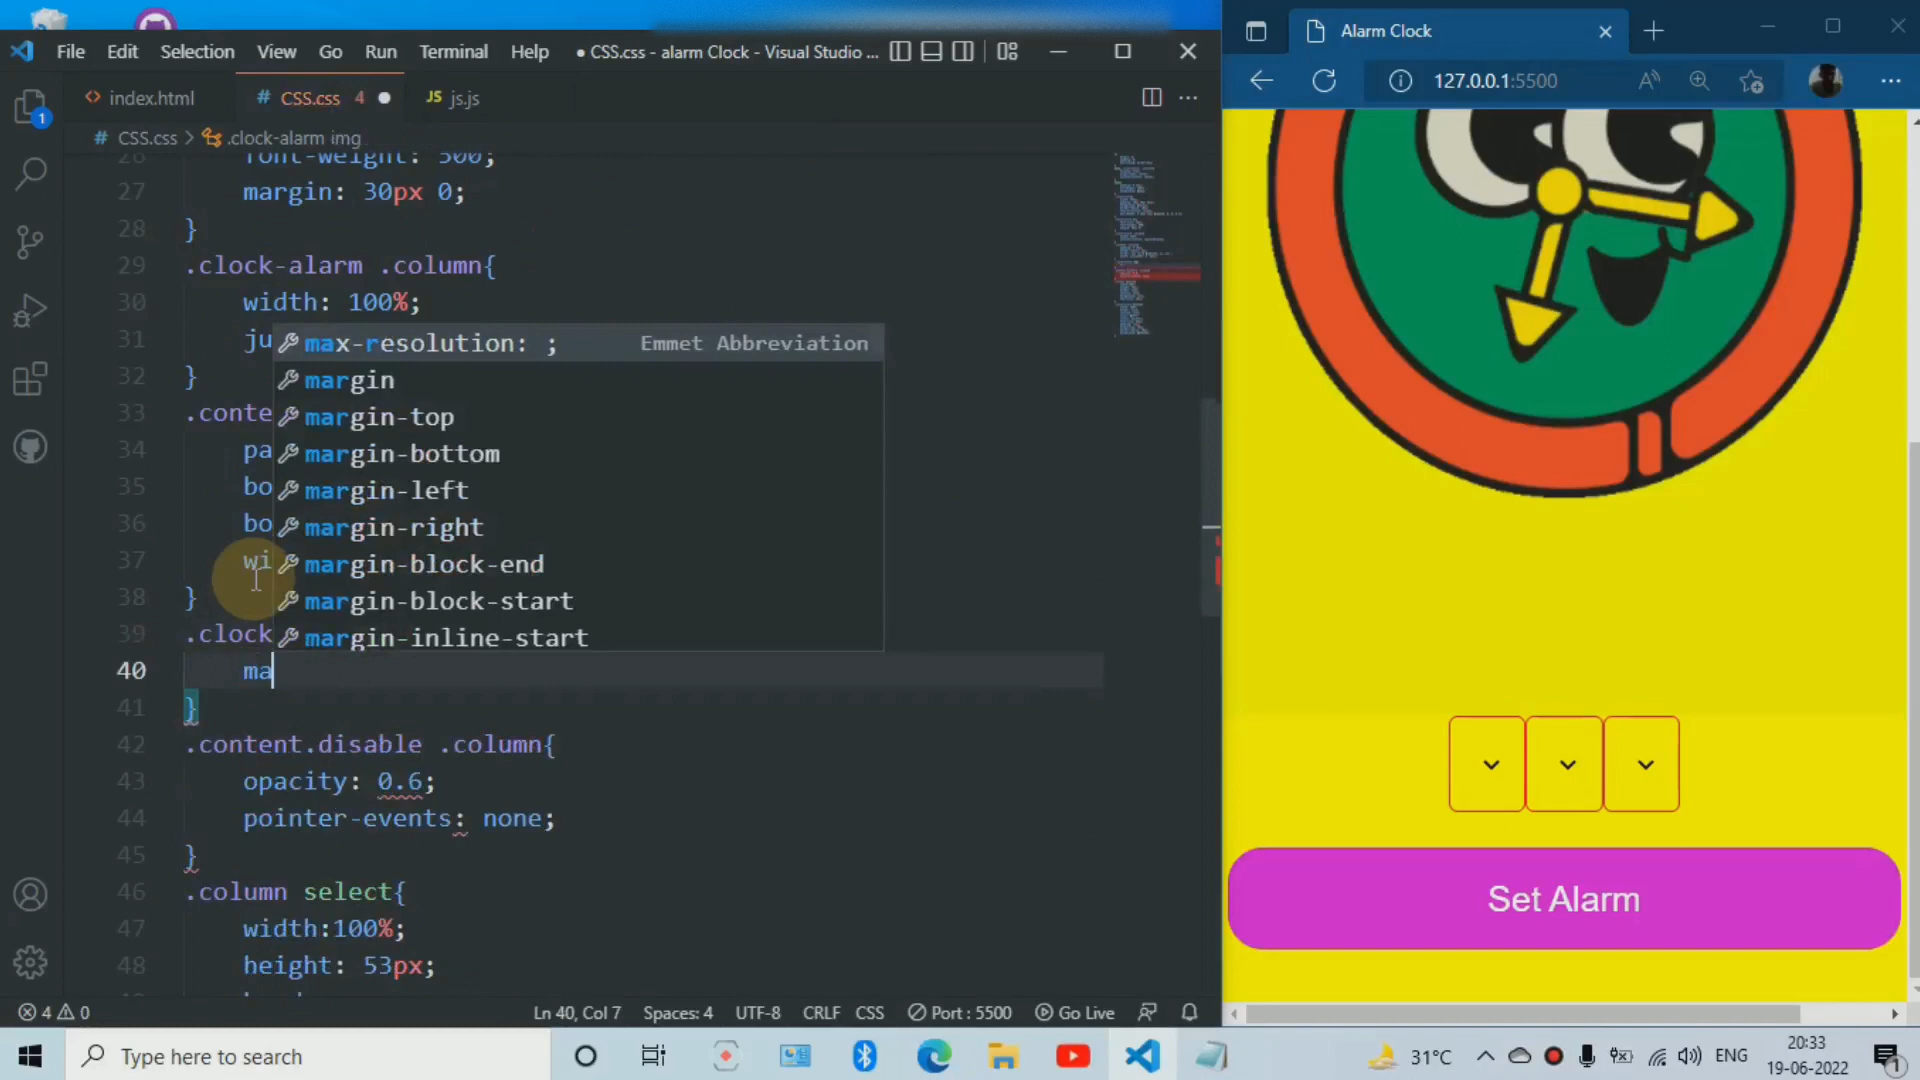 File Edit Selection View Go Run Terminal Help ● CSS.css - alarm Clock - Visual Studio ...
Alarm Clock
127.0.0.1:5500
index.html # CSS.css 4 ● JS js.js
# CSS.css > .clock-alarm img
26 font-weight: 500;
27 margin: 30px 0;
28 }
29 .clock-alarm .column{
30 width: 100%;
31 ju
32 }
33 .conte
34 pa
35 bo
36 bo
37 wi
38 }
39 .clock
40 ma
41 }
42 .content.disable .column{
43 opacity: 0.6;
44 pointer-events: none;
45 }
46 .column select{
47 width:100%;
48 height: 53px;
max-resolution: ; Emmet Abbreviation
margin
margin-top
margin-bottom
margin-left
margin-right
margin-block-end
margin-block-start
margin-inline-start
1
Set Alarm
4 0 Ln 40, Col 7 Spaces: 4 UTF-8 CRLF CSS Port : 5500 Go Live
Type here to search
31°C ENG
20:33
19-06-2022
1